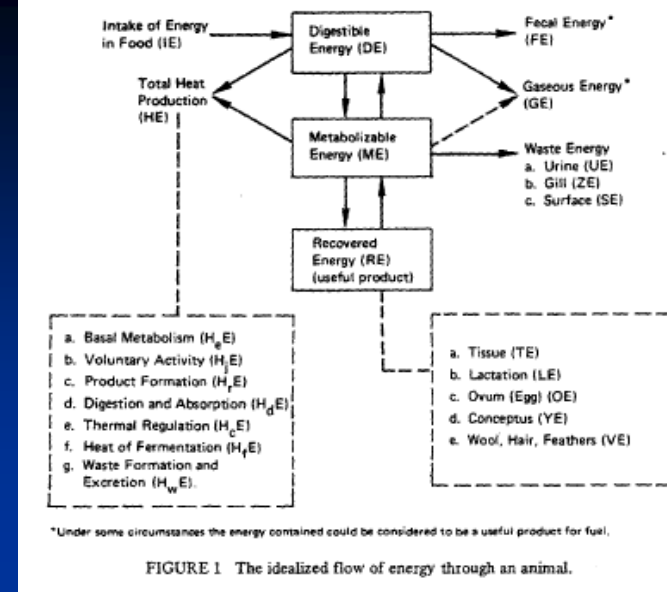 Intake of Energy
in Food (IE)
Digestible
Energy (DE)
Fecal Energy*
(FE)
Total Heat
Production
(HE)
Gaseous Energy*
(GE)
Metabolizable
Energy (ME)
Waste Energy
a. Urine (UE)
b. Gill (ZE)
c. Surface (SE)
Recovered
Energy (RE)
(useful product)
a. Basal Metabolism (HₑE)
b. Voluntary Activity (HⱼE)
c. Product Formation (HᵣE)
d. Digestion and Absorption (H_dE)
e. Thermal Regulation (H_cE)
f. Heat of Fermentation (H_fE)
g. Waste Formation and
Excretion (H_wE).
a. Tissue (TE)
b. Lactation (LE)
c. Ovum (Egg) (OE)
d. Conceptus (YE)
e. Wool, Hair, Feathers (VE)
*Under some circumstances the energy contained could be considered to be a useful product for fuel.
FIGURE 1 The idealized flow of energy through an animal.